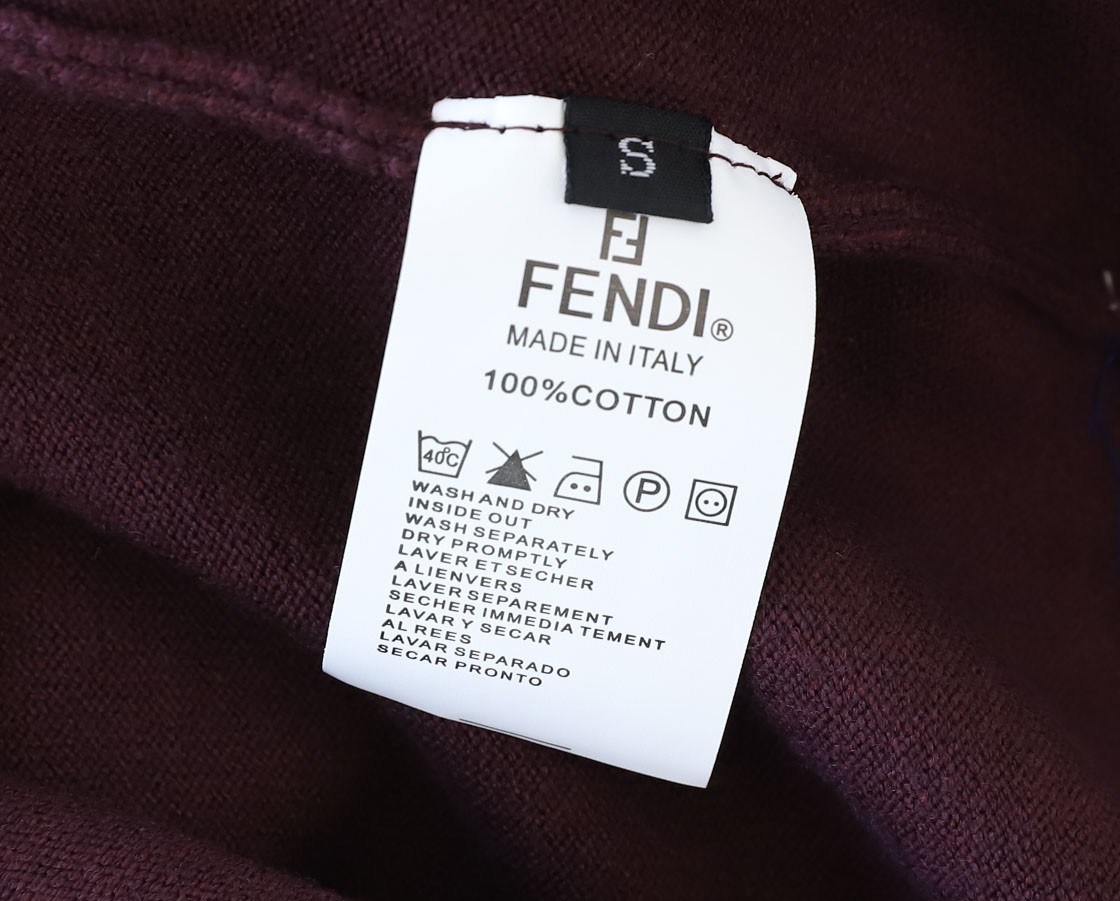 S
FF
FENDI®
MADE IN ITALY
100%COTTON
40°C
P
WASH AND DRY
INSIDE OUT
WASH SEPARATELY
DRY PROMPTLY
LAVER ET SECHER
A LIENVERS
LAVER SEPAREMENT
SECHER IMMEDIA TEMENT
LAVAR Y SECAR
AL REES
LAVAR SEPARADO
SECAR PRONTO